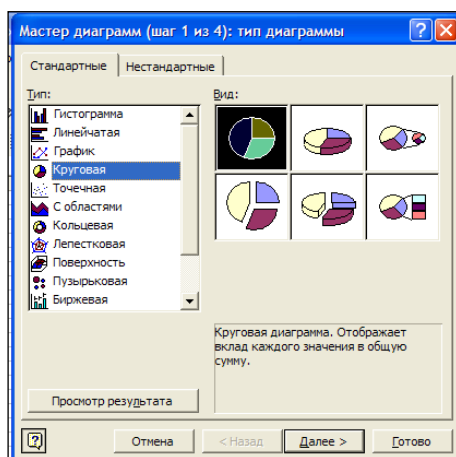 Мастер диаграмм (шаг 1 из 4): тип диаграммы
Стандартные
Нестандартные
Тип:
Гистограмма
Линейчатая
График
Круговая
Точечная
С областями
Кольцевая
Лепестковая
Поверхность
Пузырьковая
Биржевая
Вид:
Круговая диаграмма. Отображает
вклад каждого значения в общую
сумму.
Просмотр результата
Отмена
< Назад
Далее >
Готово